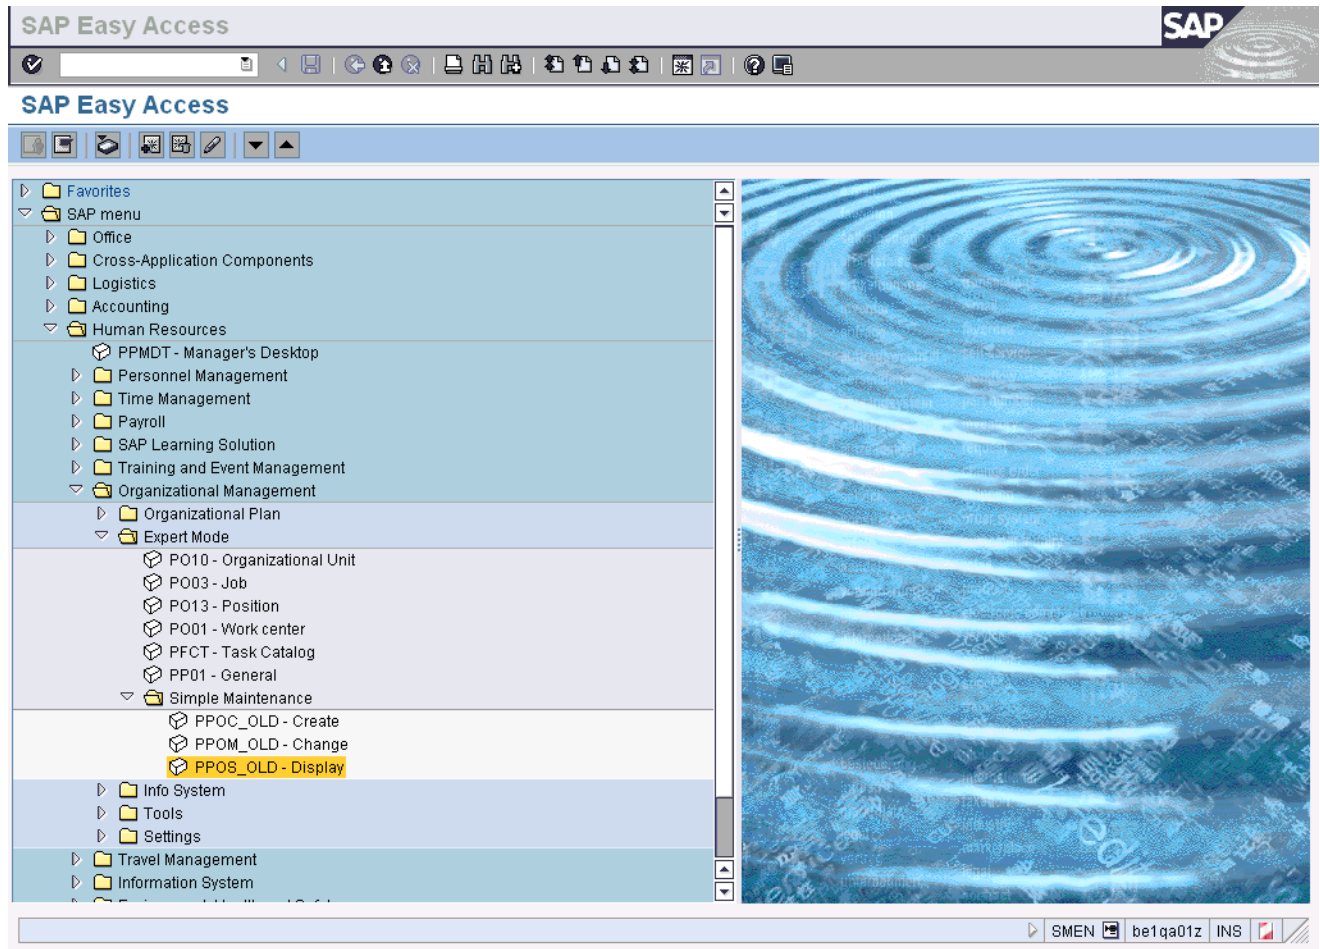 SAP Easy Access
SAP
SAP Easy Access
Favorites
SAP menu
Office
Cross-Application Components
Logistics
Accounting
Human Resources
PPMDT - Manager's Desktop
Personnel Management
Time Management
Payroll
SAP Learning Solution
Training and Event Management
Organizational Management
Organizational Plan
Expert Mode
PO10 - Organizational Unit
PO03 - Job
PO13 - Position
PO01 - Work center
PFCT - Task Catalog
PP01 - General
Simple Maintenance
PPOC_OLD - Create
PPOM_OLD - Change
PPOS_OLD - Display
Info System
Tools
Settings
Travel Management
Information System
SMEN be1qa01z INS